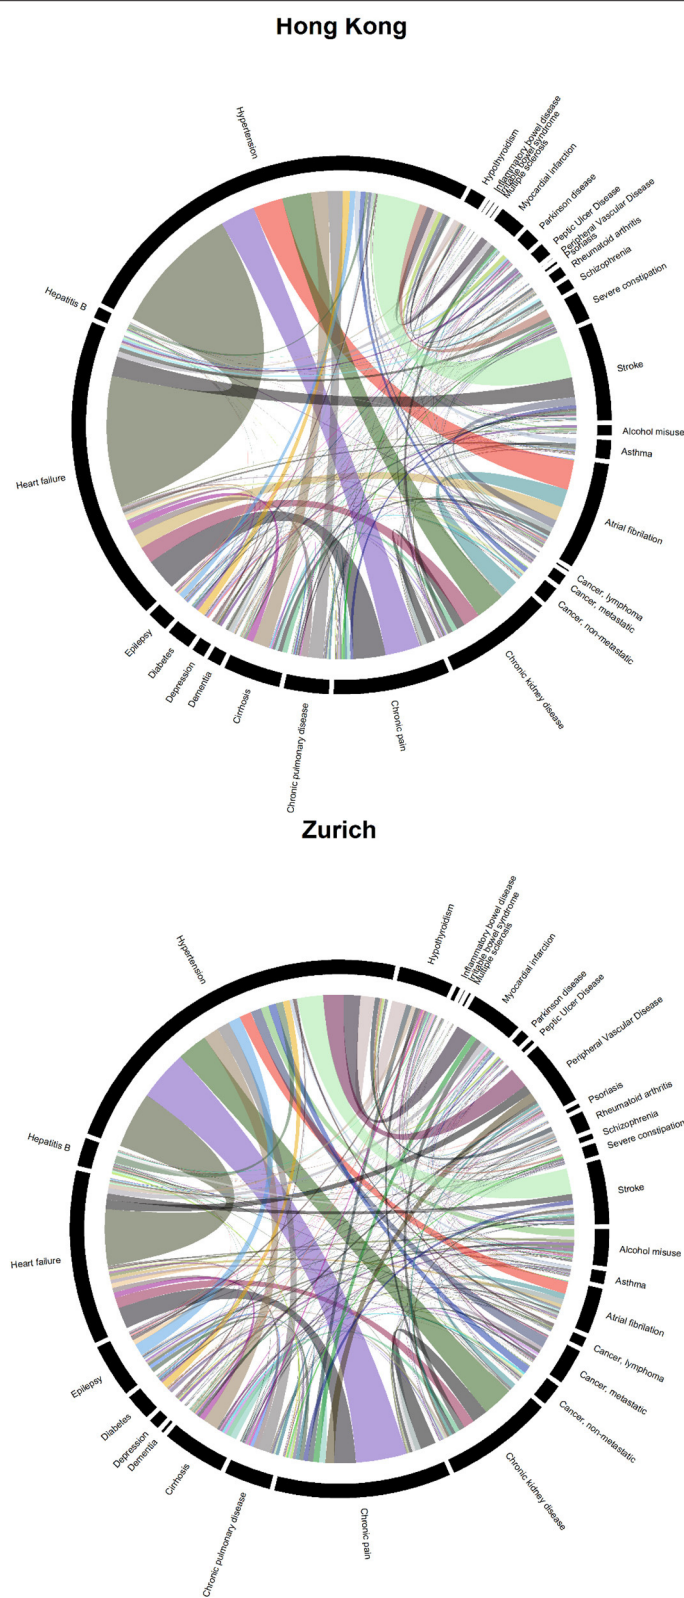 Hong Kong
Hypertension
Hypothyroidism
Inflammatory bowel disease
Irritable bowel syndrome
Multiple sclerosis
Myocardial infarction
Parkinson disease
Peptic Ulcer Disease
Peripheral Vascular Disease
Psoriasis
Rheumatoid arthritis
Schizophrenia
Severe constipation
Stroke
Alcohol misuse
Asthma
Atrial fibrilation
Cancer, lymphoma
Cancer, metastatic
Cancer, non-metastatic
Chronic kidney disease
Chronic pain
Chronic pulmonary disease
Cirrhosis
Dementia
Depression
Diabetes
Epilepsy
Heart failure
Hepatitis B
Zurich
Hypertension
Hypothyroidism
Inflammatory bowel disease
Irritable bowel syndrome
Multiple sclerosis
Myocardial infarction
Parkinson disease
Peptic Ulcer Disease
Peripheral Vascular Disease
Psoriasis
Rheumatoid arthritis
Schizophrenia
Severe constipation
Stroke
Alcohol misuse
Asthma
Atrial fibrilation
Cancer, lymphoma
Cancer, metastatic
Cancer, non-metastatic
Chronic kidney disease
Chronic pain
Chronic pulmonary disease
Cirrhosis
Dementia
Depression
Diabetes
Epilepsy
Heart failure
Hepatitis B